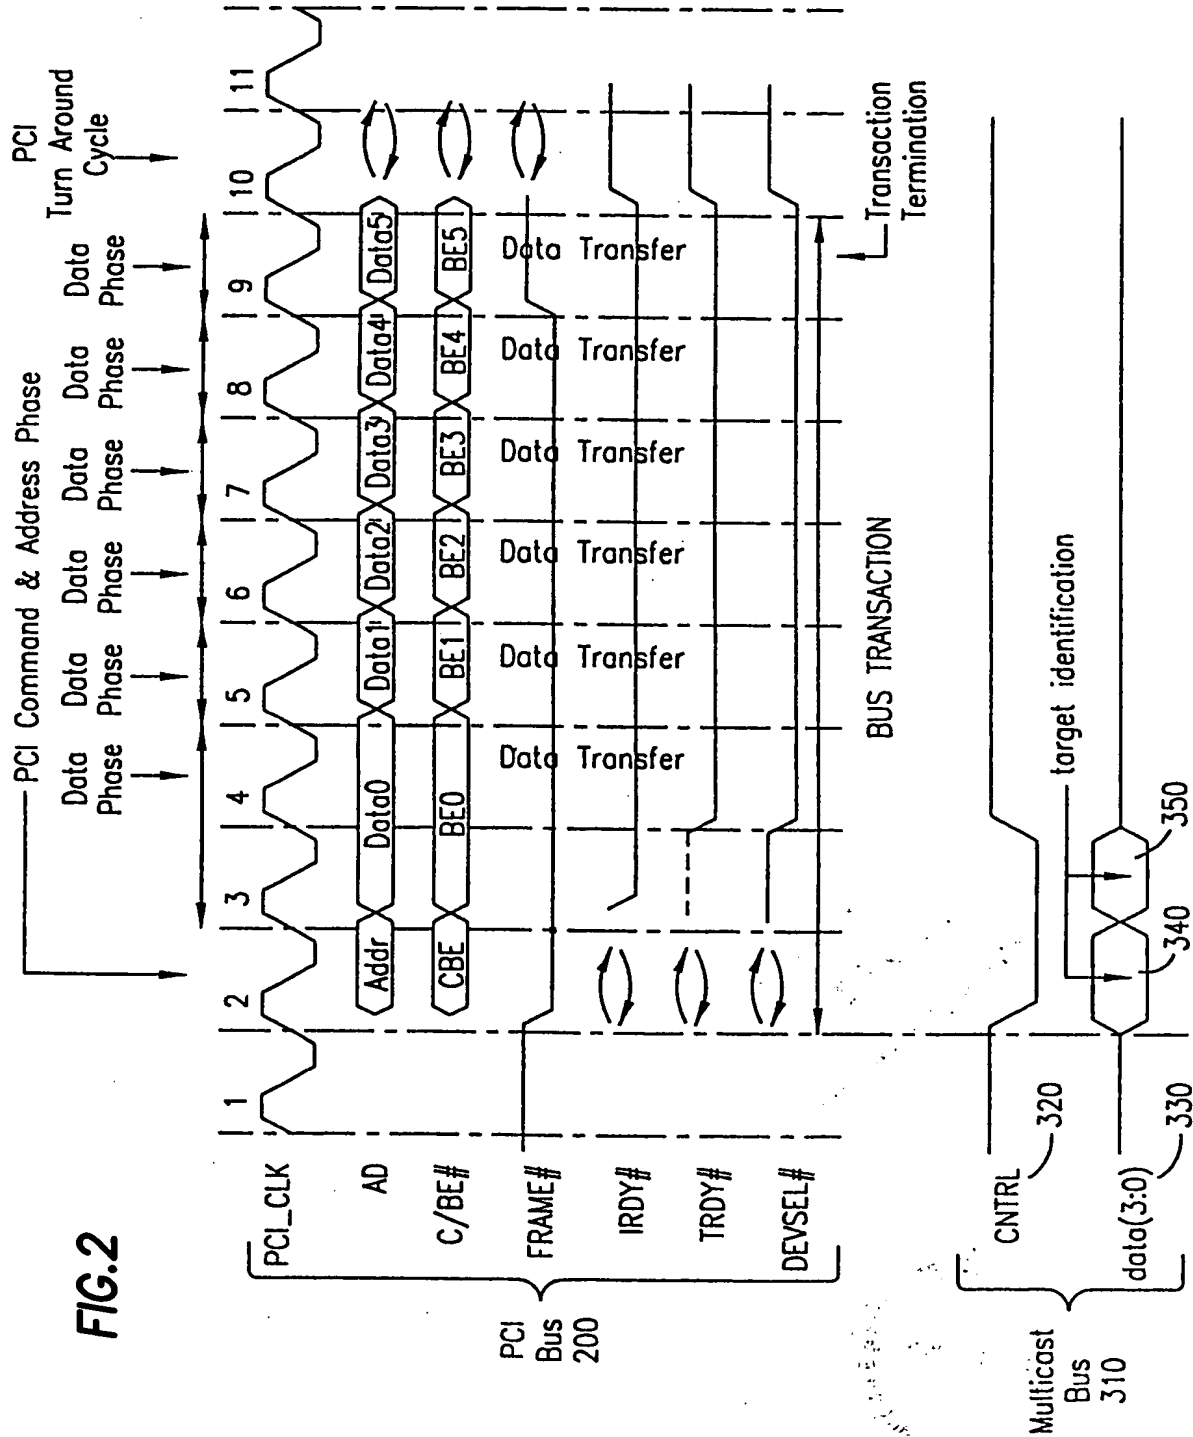 FIG.2
PCI Command & Address Phase
Data
Phase
Data
Phase
Data
Phase
Data
Phase
Data
Phase
Data
Phase
PCI
Turn Around
Cycle
1
2
3
4
5
6
7
8
9
10
11
PCI_CLK
AD
Addr
Data0
Data1
Data2
Data3
Data4
Data5
C/BE#
CBE
BE0
BE1
BE2
BE3
BE4
BE5
FRAME#
Data Transfer
Data Transfer
Data Transfer
Data Transfer
Data Transfer
Data Transfer
IRDY#
TRDY#
DEVSEL#
PCI
Bus
200
BUS TRANSACTION
Transaction
Termination
CNTRL
320
target identification
data(3:0)
330
340
350
Multicast
Bus
310